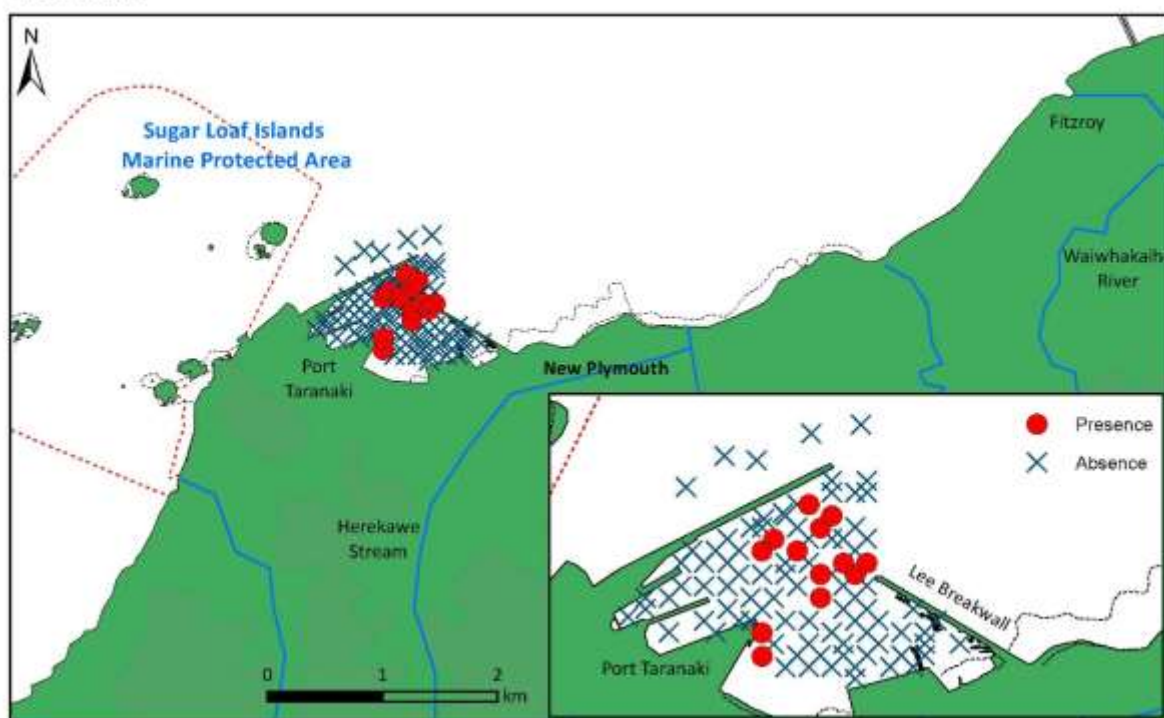 N
Sugar Loaf Islands
Marine Protected Area
Fitzroy
Waiwhakaiho
River
Port
Taranaki
New Plymouth
Herekawe
Stream
0 1 2
km
Presence
Absence
Lee Breakwall
Port Taranaki